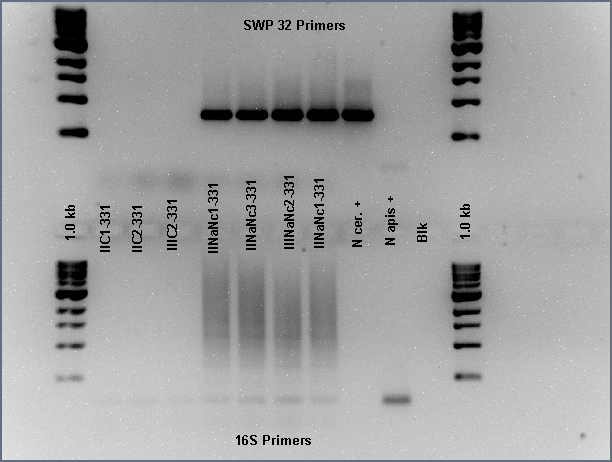 SWP 32 Primers
1.0 kb
IIC1-331
IIC2-331
IIIC2-331
IINaNc1-331
IINaNc3-331
IIINaNc2-331
IINaNc1-331
N cer. +
N apis +
Blk
1.0 kb
16S Primers